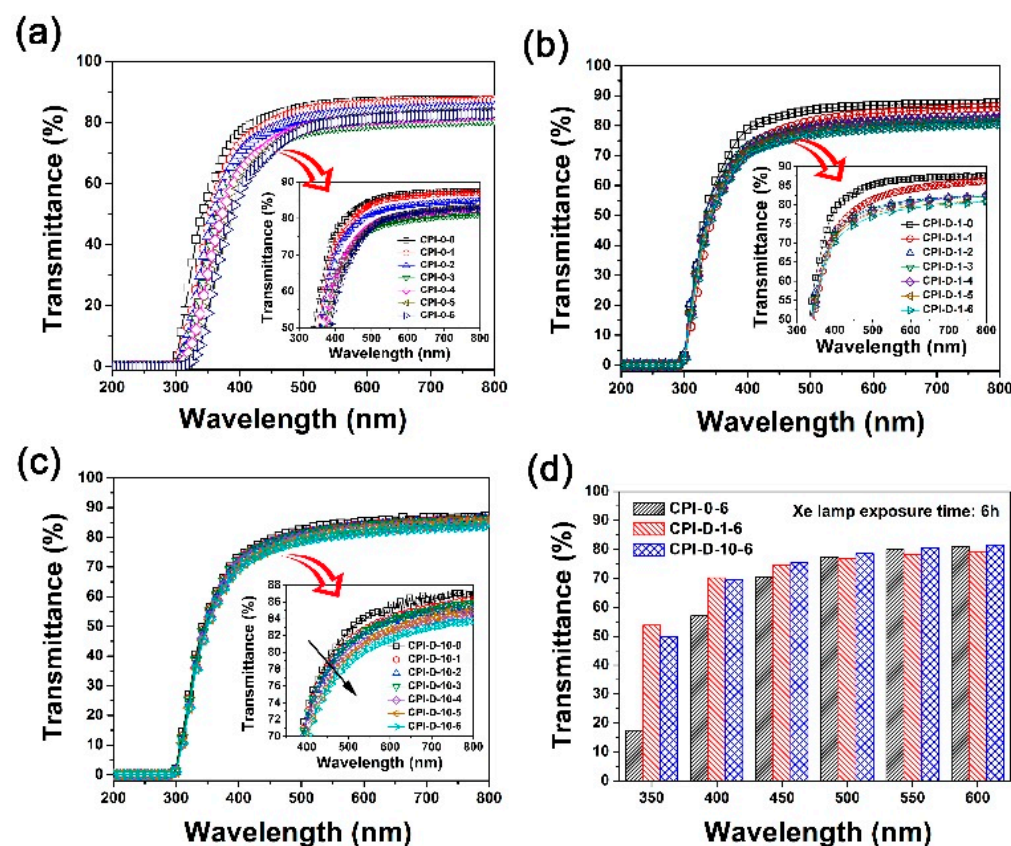 (a)
100
80
60
40
20
0
200 300 400 500 600 700 800
Transmittance (%)
Wavelength (nm)
90
80
70
60
50
300 400 500 600 700 800
Transmittance (%)
Wavelength (nm)
CPI-0-0
CPI-0-1
CPI-0-2
CPI-0-3
CPI-0-4
CPI-0-5
CPI-0-6
(b)
100
90
80
70
60
50
40
30
20
10
0
200 300 400 500 600 700 800
Transmittance (%)
Wavelength (nm)
90
85
80
75
70
65
60
55
50
300 400 500 600 700 800
Transmittance (%)
Wavelength (nm)
CPI-D-1-0
CPI-D-1-1
CPI-D-1-2
CPI-D-1-3
CPI-D-1-4
CPI-D-1-5
CPI-D-1-6
(c)
100
90
80
70
60
50
40
30
20
10
0
200 300 400 500 600 700 800
Transmittance (%)
Wavelength (nm)
88
86
84
82
80
78
76
74
72
70
400 500 600 700 800
Transmittance (%)
Wavelength (nm)
CPI-D-10-0
CPI-D-10-1
CPI-D-10-2
CPI-D-10-3
CPI-D-10-4
CPI-D-10-5
CPI-D-10-6
(d)
100
90
80
70
60
50
40
30
20
10
0
350 400 450 500 550 600
Transmittance (%)
Wavelength (nm)
CPI-0-6
CPI-D-1-6
CPI-D-10-6
Xe lamp exposure time: 6h